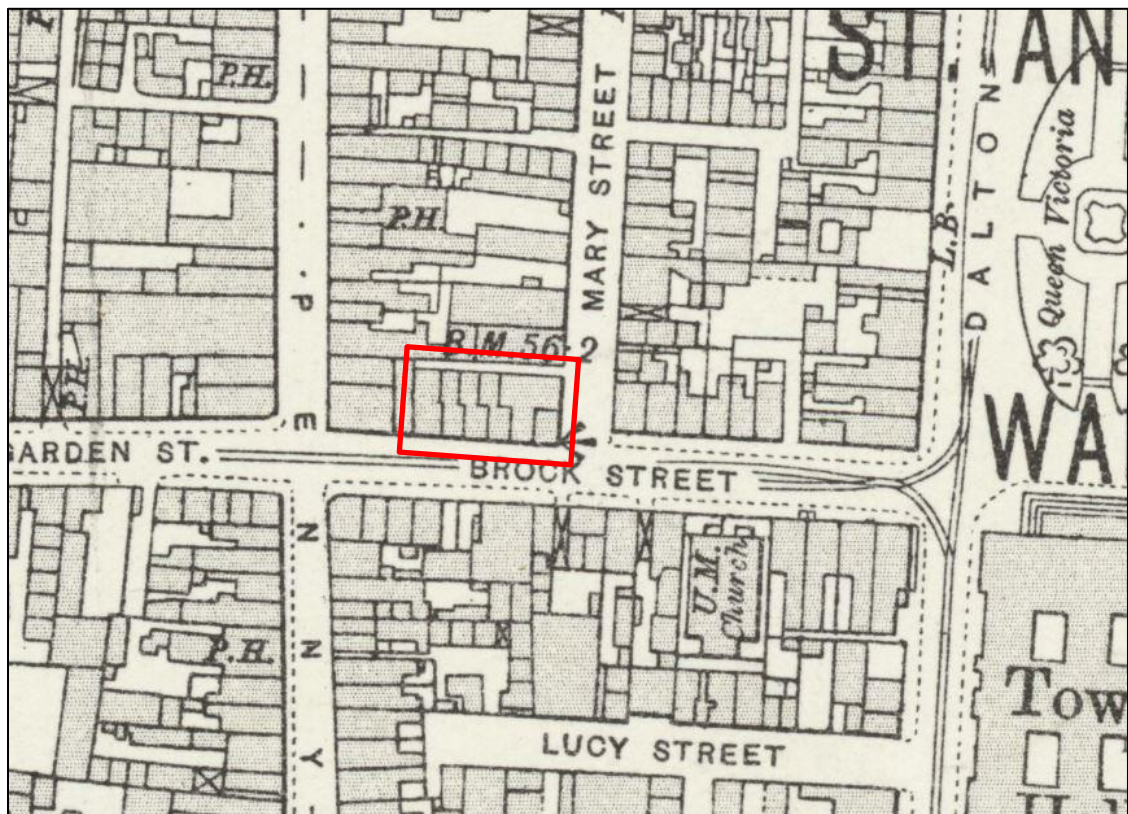 P.H.
ST AN
P.H.
MARY STREET
L.B.
DALTON
Queen Victoria
B.M. 56·2
P.H.
PENNY
GARDEN ST.
BROCK STREET
WA
U.M.
Church
P.H.
Tow
LUCY STREET